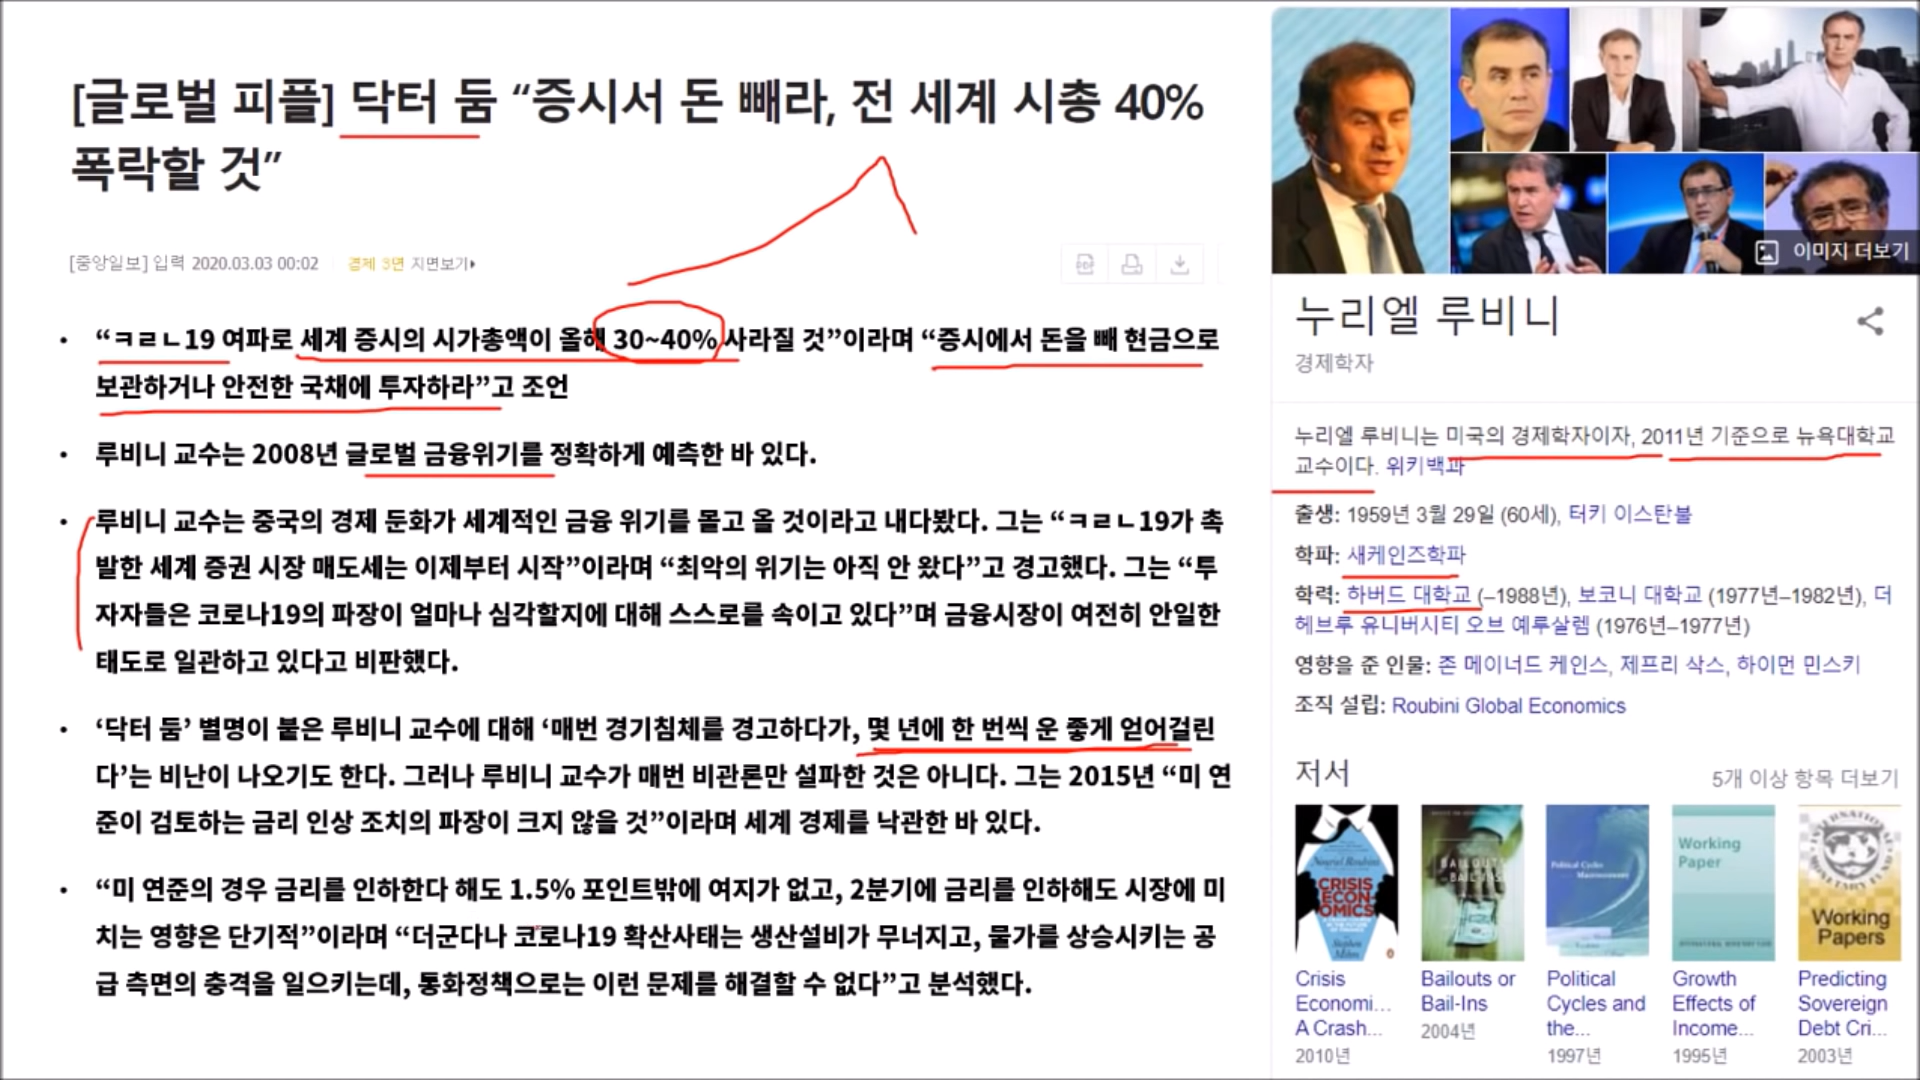 [글로벌 피플] 닥터 둠 “증시서 돈 빼라, 전 세계 시총 40%
폭락할 것”
[중앙일보] 입력 2020.03.03 00:02 경제 3면 지면보기▸
• “ㅋㄹㄴ19 여파로 세계 증시의 시가총액이 올해 30~40% 사라질 것”이라며 “증시에서 돈을 빼 현금으로
보관하거나 안전한 국채에 투자하라”고 조언
• 루비니 교수는 2008년 글로벌 금융위기를 정확하게 예측한 바 있다.
• 루비니 교수는 중국의 경제 둔화가 세계적인 금융 위기를 몰고 올 것이라고 내다봤다. 그는 “ㅋㄹㄴ19가 촉
발한 세계 증권 시장 매도세는 이제부터 시작”이라며 “최악의 위기는 아직 안 왔다”고 경고했다. 그는 “투
자자들은 코로나19의 파장이 얼마나 심각할지에 대해 스스로를 속이고 있다”며 금융시장이 여전히 안일한
태도로 일관하고 있다고 비판했다.
• ‘닥터 둠’ 별명이 붙은 루비니 교수에 대해 ‘매번 경기침체를 경고하다가, 몇 년에 한 번씩 운 좋게 얻어걸린
다’는 비난이 나오기도 한다. 그러나 루비니 교수가 매번 비관론만 설파한 것은 아니다. 그는 2015년 “미 연
준이 검토하는 금리 인상 조치의 파장이 크지 않을 것”이라며 세계 경제를 낙관한 바 있다.
• “미 연준의 경우 금리를 인하한다 해도 1.5% 포인트밖에 여지가 없고, 2분기에 금리를 인하해도 시장에 미
치는 영향은 단기적”이라며 “더군다나 코로나19 확산사태는 생산설비가 무너지고, 물가를 상승시키는 공
급 측면의 충격을 일으키는데, 통화정책으로는 이런 문제를 해결할 수 없다”고 분석했다.
이미지 더보기
누리엘 루비니
경제학자
누리엘 루비니는 미국의 경제학자이자, 2011년 기준으로 뉴욕대학교
교수이다. 위키백과
출생: 1959년 3월 29일 (60세), 터키 이스탄불
학파: 새케인즈학파
학력: 하버드 대학교 (–1988년), 보코니 대학교 (1977년–1982년), 더
헤브루 유니버시티 오브 예루살렘 (1976년–1977년)
영향을 준 인물: 존 메이너드 케인스, 제프리 삭스, 하이먼 민스키
조직 설립: Roubini Global Economics
저서
5개 이상 항목 더보기
CRISIS
ECON-
OMICS
BAILOUTS
BAIL-INS
Political Cycles
Working
Paper
Working
Papers
Crisis
Economi...
A Crash...
2010년
Bailouts or
Bail-Ins
2004년
Political
Cycles and
the...
1997년
Growth
Effects of
Income...
1995년
Predicting
Sovereign
Debt Cri...
2003년